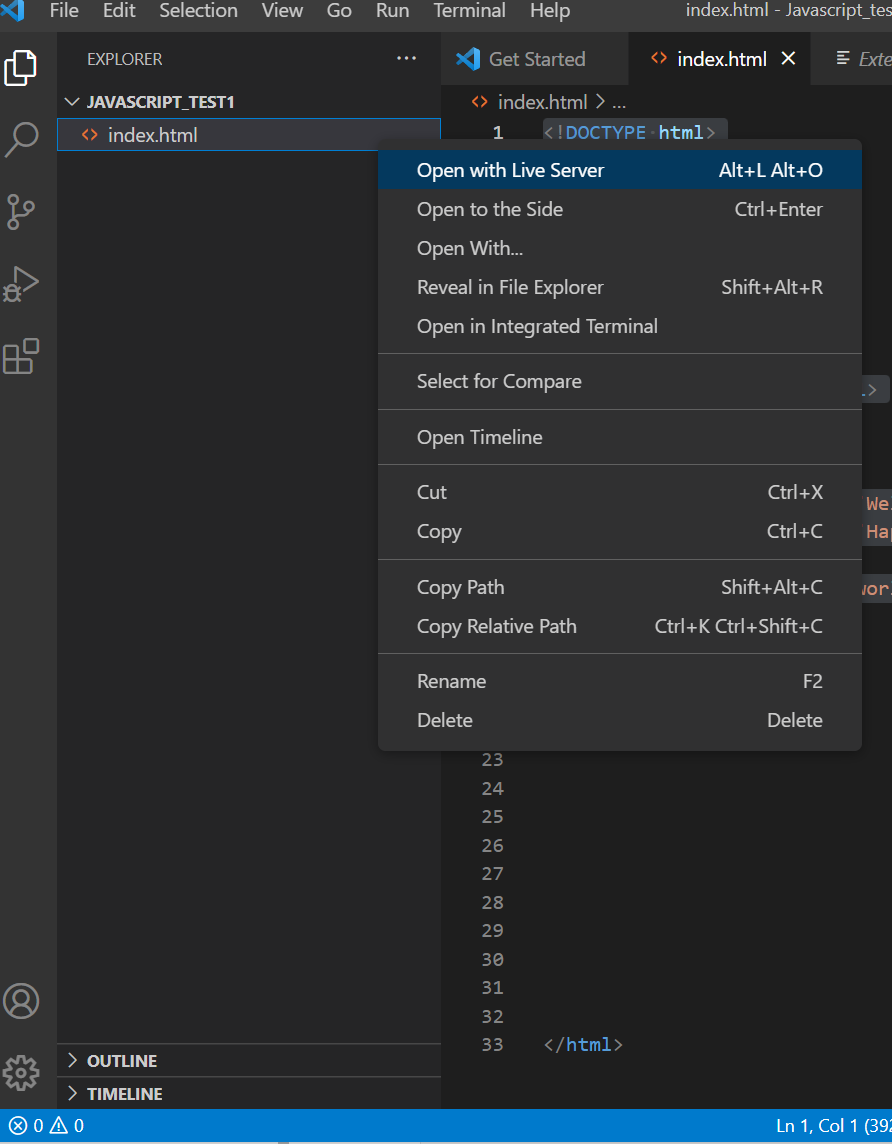 File Edit Selection View Go Run Terminal Help index.html - Javascript_tes
EXPLORER ...
Get Started
<> index.html ✕
Exte
JAVASCRIPT_TEST1
<> index.html
<> index.html > ...
1 <!DOCTYPE html>
Open with Live Server Alt+L Alt+O
Open to the Side Ctrl+Enter
Open With...
Reveal in File Explorer Shift+Alt+R
Open in Integrated Terminal
Select for Compare
>
Open Timeline
Cut Ctrl+X
We
Copy Ctrl+C
Hap
Copy Path Shift+Alt+C
wor
Copy Relative Path Ctrl+K Ctrl+Shift+C
Rename F2
Delete Delete
23
24
25
26
27
28
29
30
31
32
33 </html>
OUTLINE
TIMELINE
0 0 Ln 1, Col 1 (392